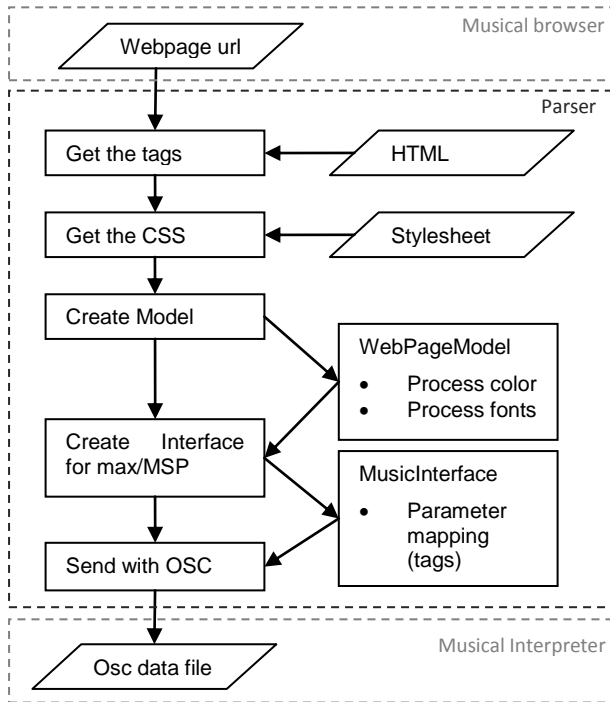 Musical browser
Webpage url
Parser
Get the tags
HTML
Get the CSS
Stylesheet
Create Model
WebPageModel
• Process color
• Process fonts
Create Interface
for max/MSP
MusicInterface
• Parameter
mapping
(tags)
Send with OSC
Musical Interpreter
Osc data file